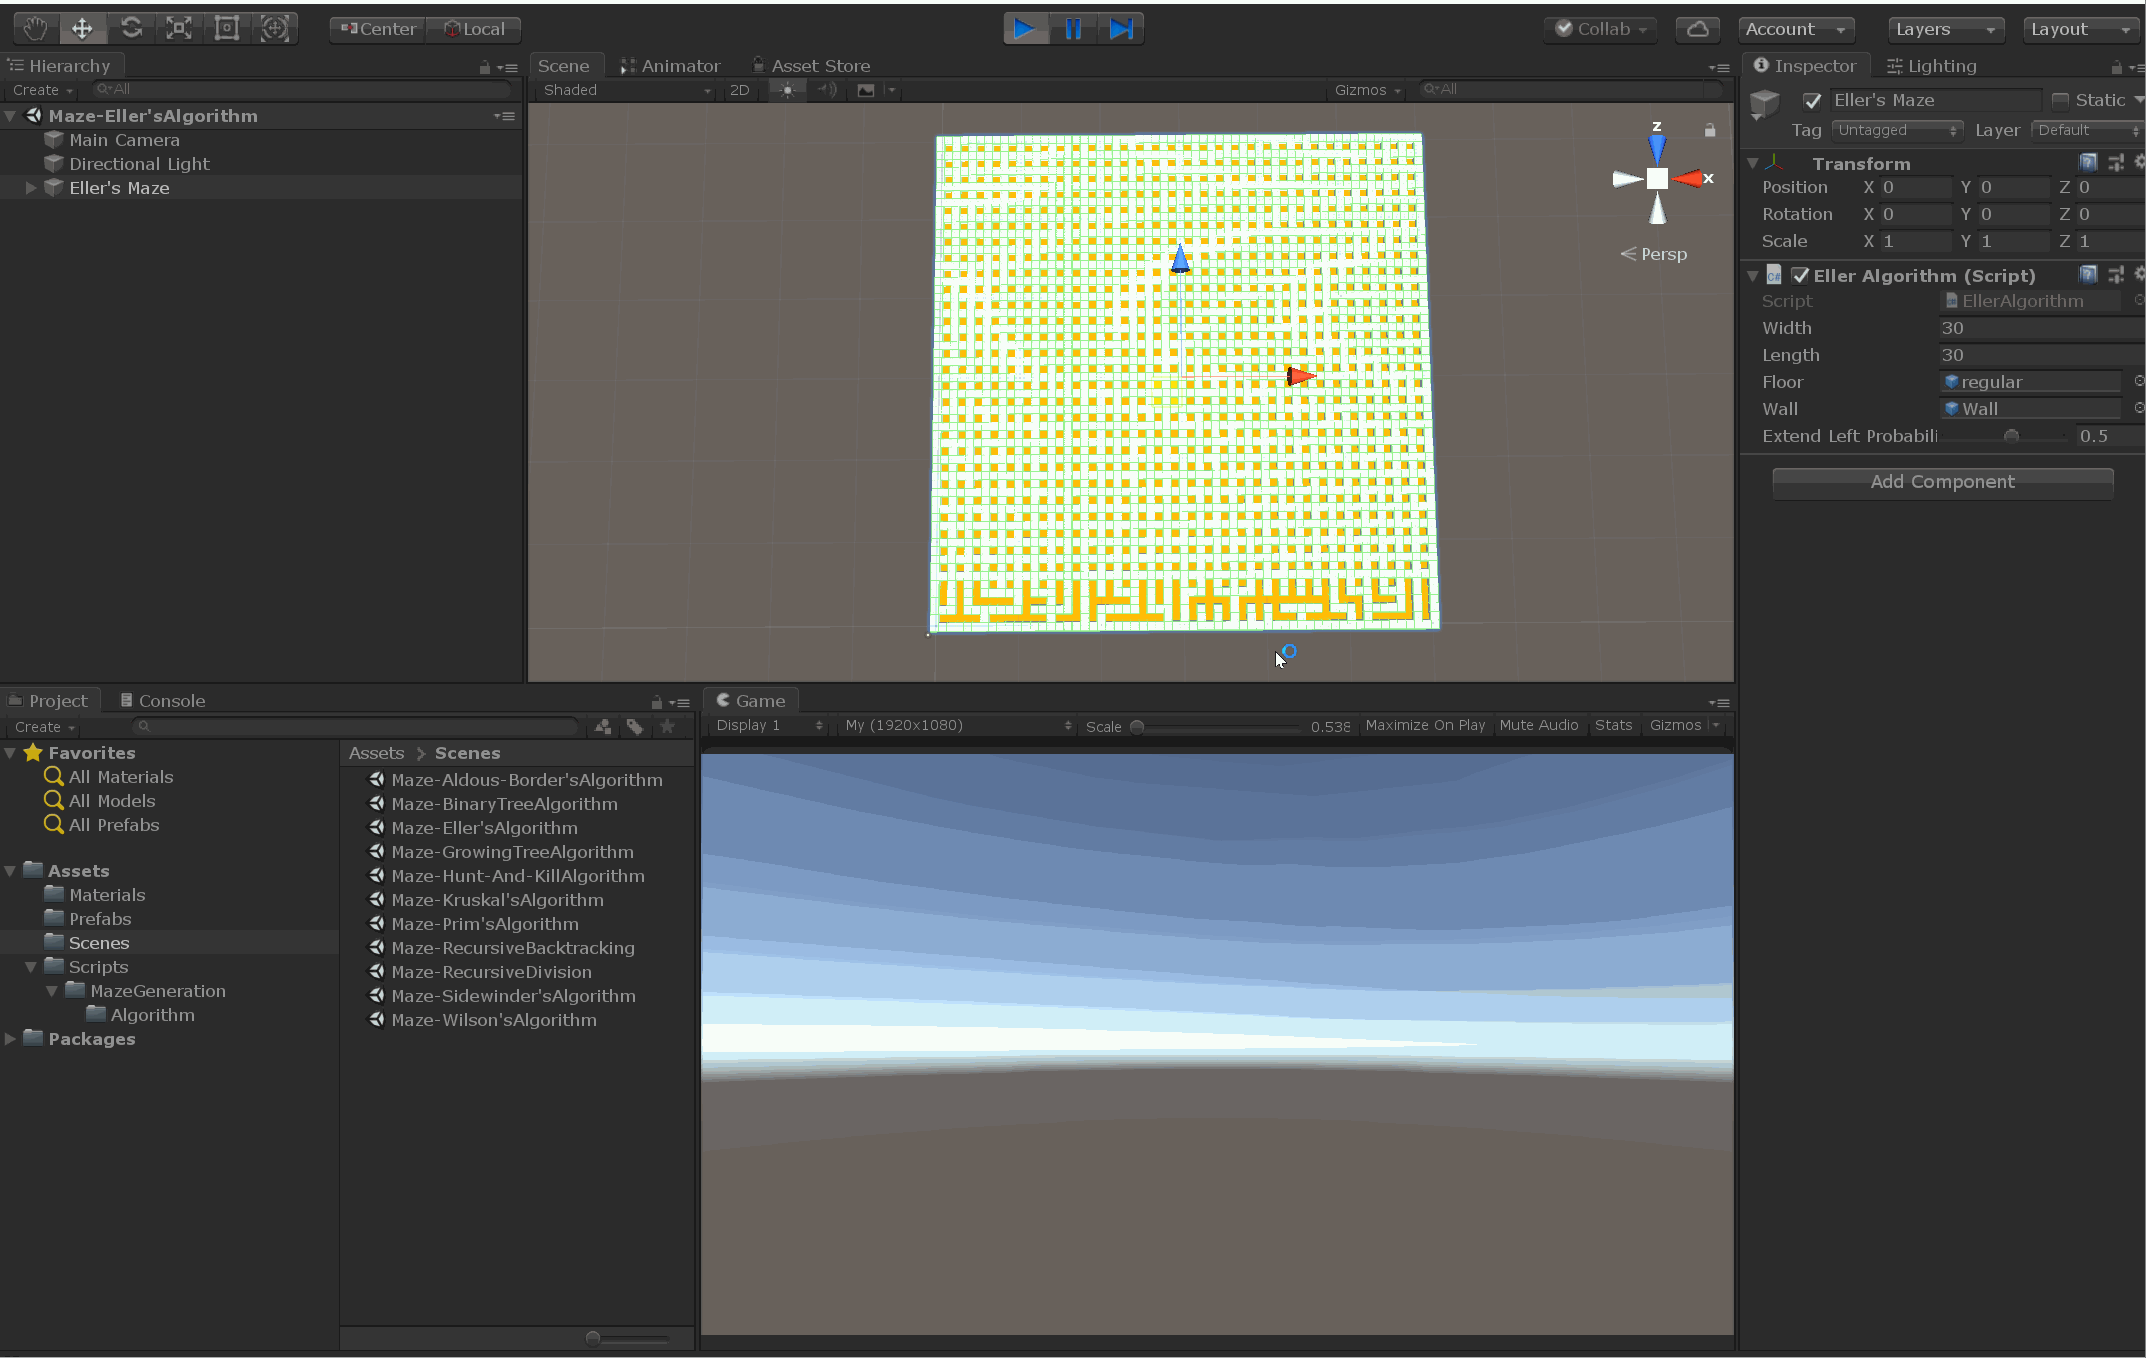 Center Local Collab Account Layers Layout
Hierarchy
Create All
Maze-Eller'sAlgorithm
Main Camera
Directional Light
Eller's Maze
Scene Animator Asset Store
Shaded 2D Gizmos All
z
x
Persp
Inspector Lighting
Eller's Maze Static
Tag Untagged Layer Default
Transform
Position X 0 Y 0 Z 0
Rotation X 0 Y 0 Z 0
Scale X 1 Y 1 Z 1
Eller Algorithm (Script)
Script EllerAlgorithm
Width 30
Length 30
Floor regular
Wall Wall
Extend Left Probabili 0.5
Add Component
Project Console
Create
Favorites
All Materials
All Models
All Prefabs
Assets
Materials
Prefabs
Scenes
Scripts
MazeGeneration
Algorithm
Packages
Assets Scenes
Maze-Aldous-Border'sAlgorithm
Maze-BinaryTreeAlgorithm
Maze-Eller'sAlgorithm
Maze-GrowingTreeAlgorithm
Maze-Hunt-And-KillAlgorithm
Maze-Kruskal'sAlgorithm
Maze-Prim'sAlgorithm
Maze-RecursiveBacktracking
Maze-RecursiveDivision
Maze-Sidewinder'sAlgorithm
Maze-Wilson'sAlgorithm
Game
Display 1 My (1920x1080) Scale 0.538 Maximize On Play Mute Audio Stats Gizmos